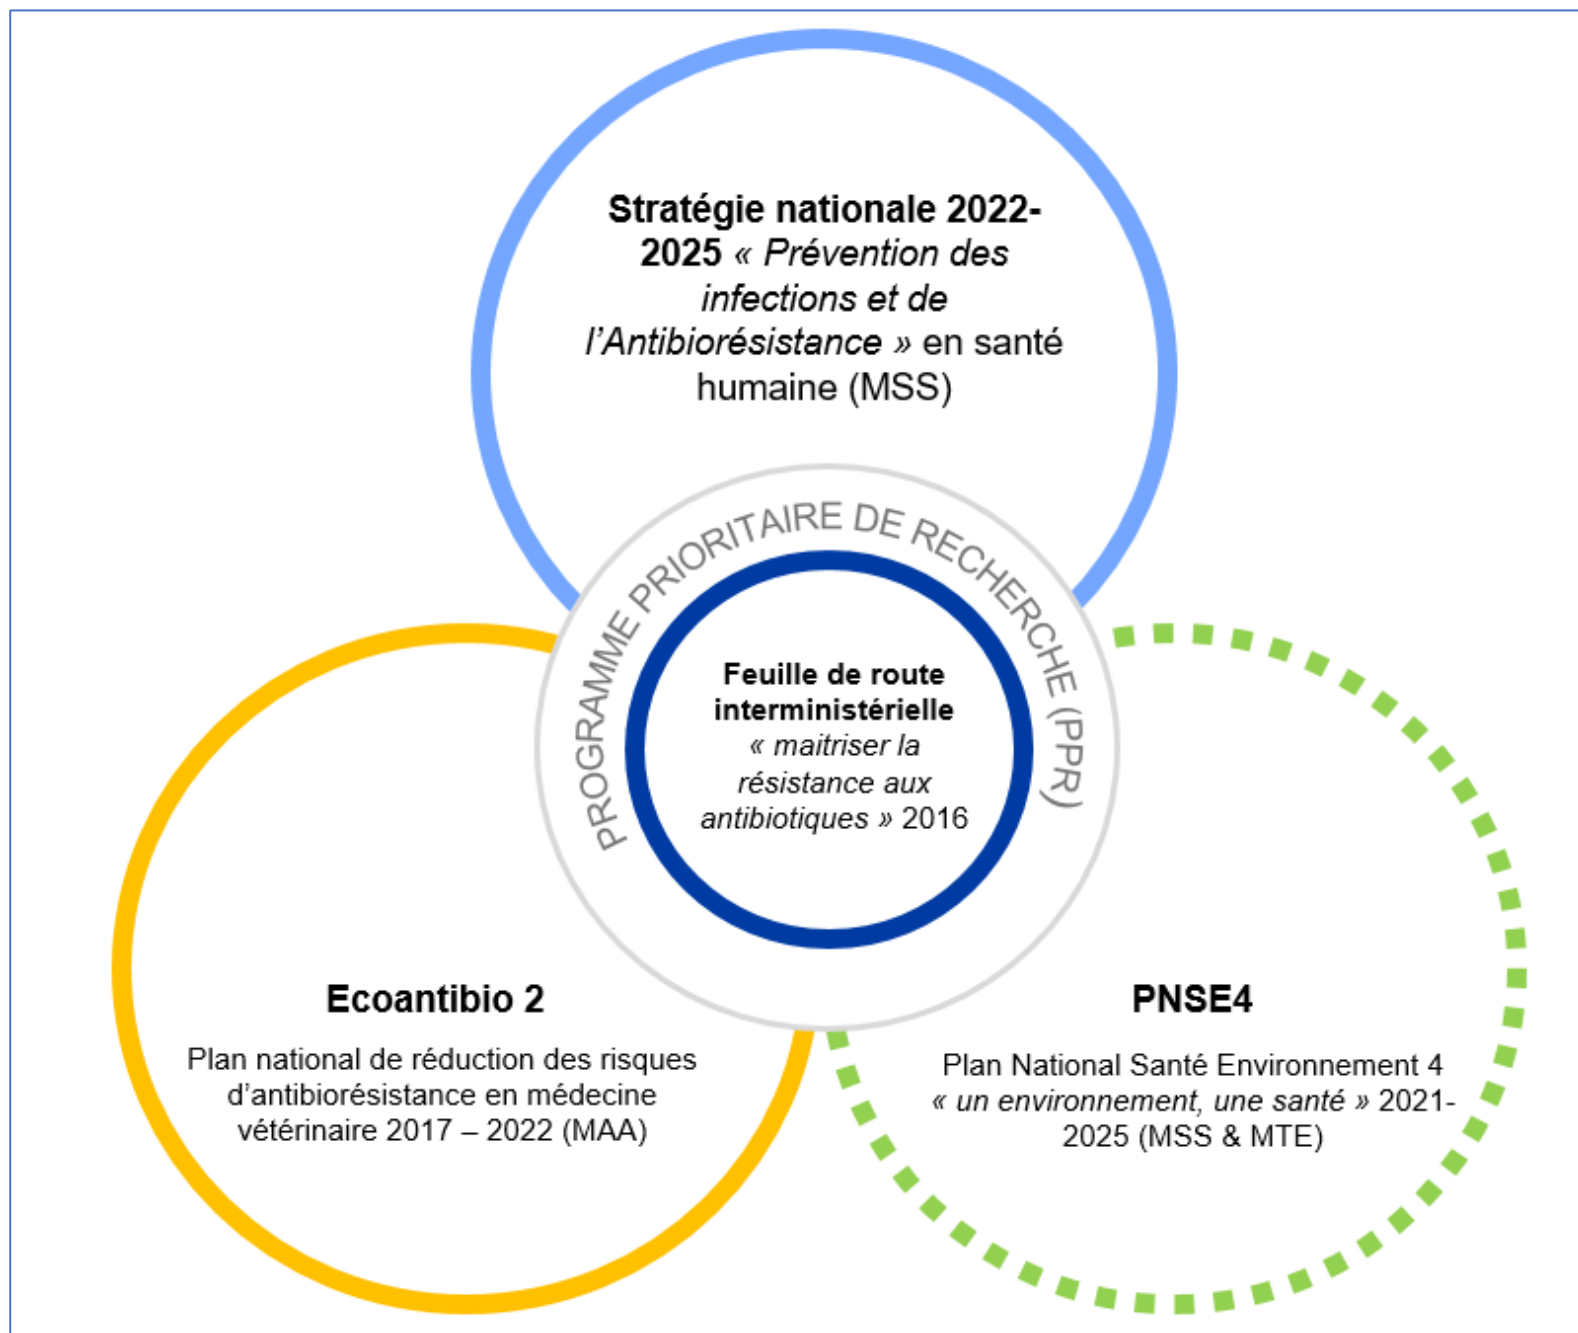 Stratégie nationale 2022-
2025 « Prévention des
infections et de
l’Antibiorésistance » en santé
humaine (MSS)
PROGRAMME PRIORITAIRE DE RECHERCHE (PPR)
Feuille de route
interministérielle
« maitriser la
résistance aux
antibiotiques » 2016
Ecoantibio 2
Plan national de réduction des risques
d’antibiorésistance en médecine
vétérinaire 2017 – 2022 (MAA)
PNSE4
Plan National Santé Environnement 4
« un environnement, une santé » 2021-
2025 (MSS & MTE)